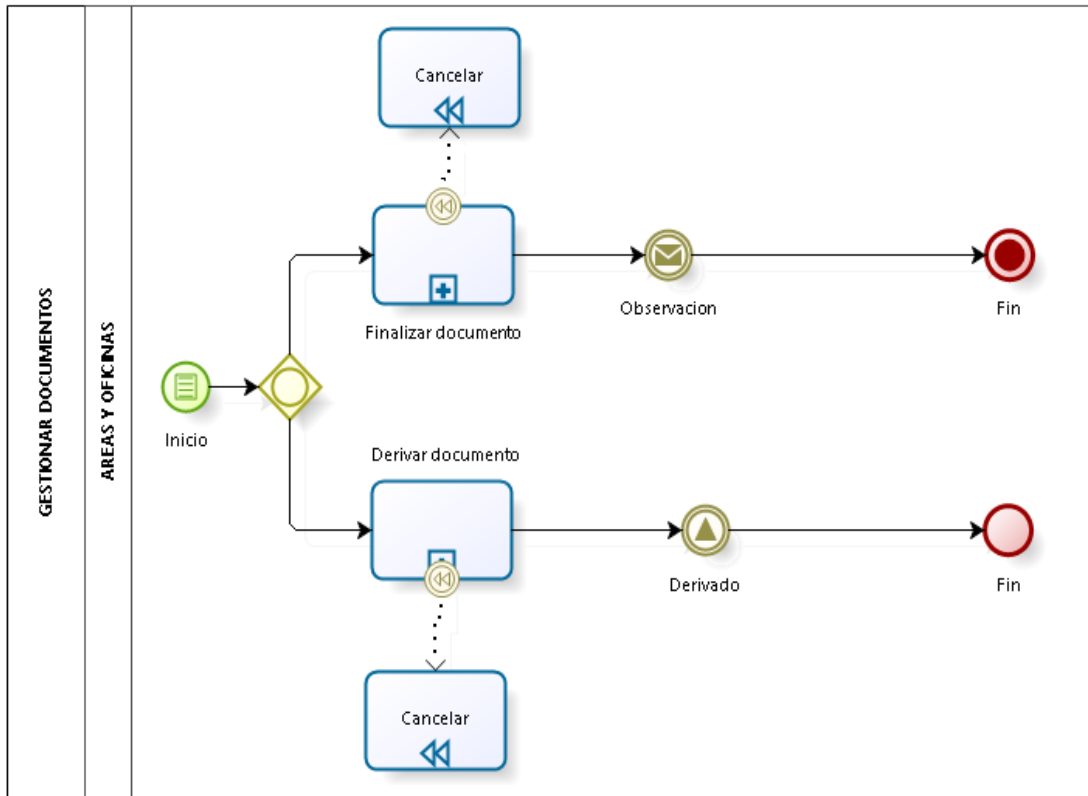 GESTIONAR DOCUMENTOS
AREAS Y OFICINAS
Cancelar
Finalizar documento
Observacion
Fin
Inicio
Derivar documento
Derivado
Fin
Cancelar